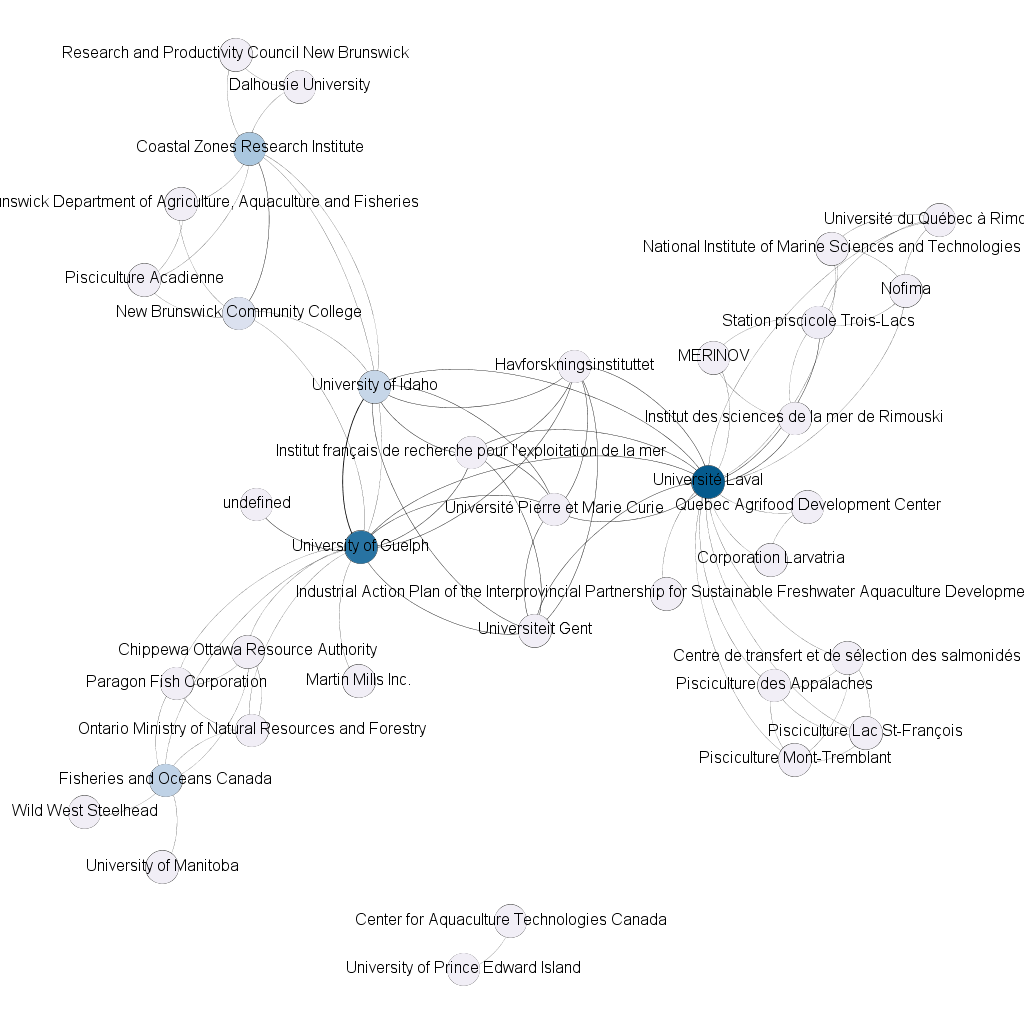 Research and Productivity Council New Brunswick
Dalhousie University
Coastal Zones Research Institute
unswick Department of Agriculture, Aquaculture and Fisheries
Université du Québec à Rimo
National Institute of Marine Sciences and Technologies
Pisciculture Acadienne
Nofima
New Brunswick Community College
Station piscicole Trois-Lacs
MERINOV
Havforskningsinstituttet
University of Idaho
Institut des sciences de la mer de Rimouski
Institut français de recherche pour l'exploitation de la mer
Université Laval
undefined
Université Pierre et Marie Curie
Québec Agrifood Development Center
University of Guelph
Corporation Larvatria
Industrial Action Plan of the Interprovincial Partnership for Sustainable Freshwater Aquaculture Developme
Universiteit Gent
Chippewa Ottawa Resource Authority
Centre de transfert et de sélection des salmonidés
Paragon Fish Corporation
Martin Mills Inc.
Pisciculture des Appalaches
Ontario Ministry of Natural Resources and Forestry
Pisciculture Lac St-François
Pisciculture Mont-Tremblant
Fisheries and Oceans Canada
Wild West Steelhead
University of Manitoba
Center for Aquaculture Technologies Canada
University of Prince Edward Island